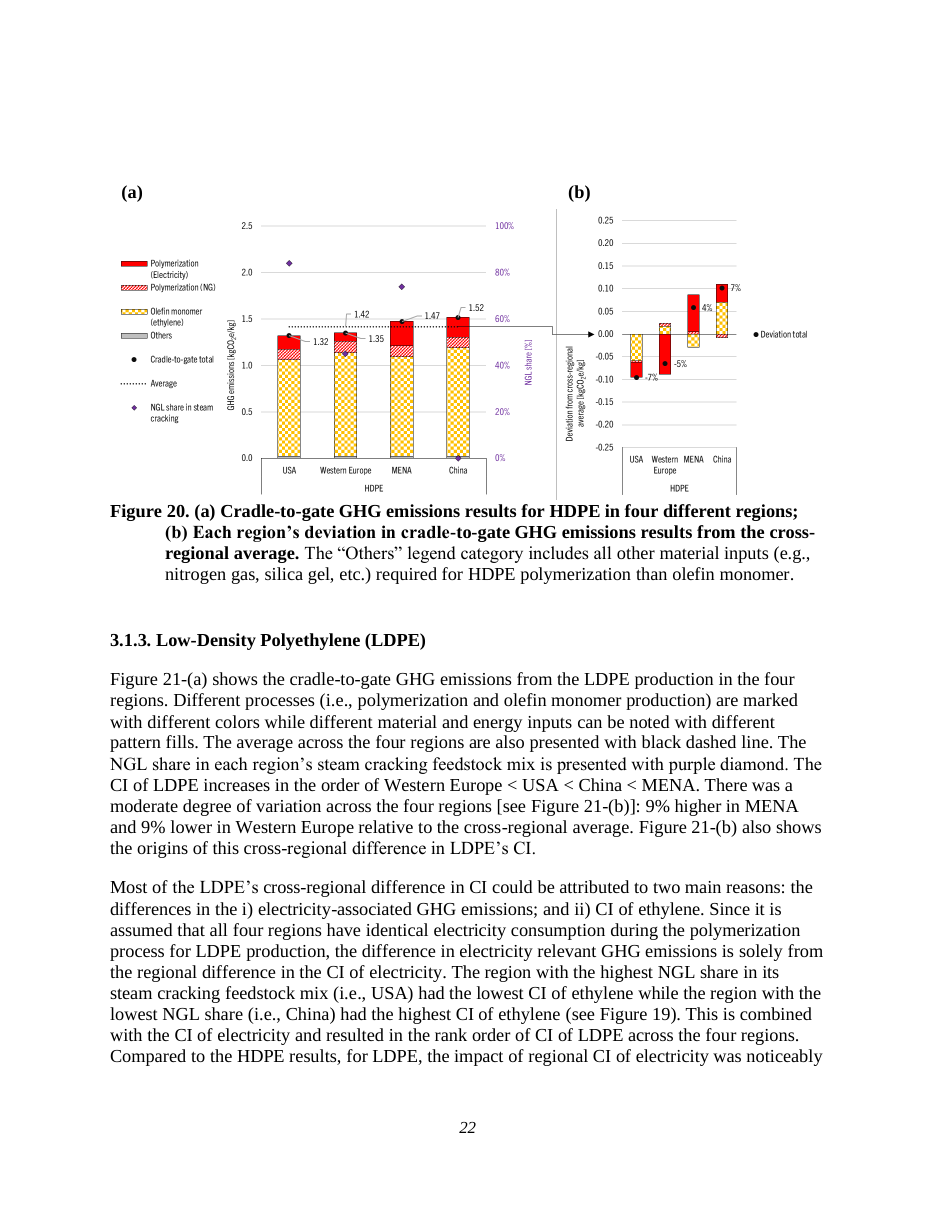 (a)
(b)
2.5
2.0
1.5
1.0
0.5
0.0
GHG emissions [kgCO2e/kg]
100%
80%
60%
40%
20%
0%
NGL share [%]
Polymerization
(Electricity)
Polymerization (NG)
Olefin monomer
(ethylene)
Others
Cradle-to-gate total
Average
NGL share in steam
cracking
1.32
1.42
1.35
1.47
1.52
USA
Western Europe
MENA
China
HDPE
0.25
0.20
0.15
0.10
0.05
0.00
-0.05
-0.10
-0.15
-0.20
-0.25
Deviation from cross-regional
average [kgCO2e/kg]
-7%
-5%
4%
7%
Deviation total
USA
Western
Europe
MENA
China
HDPE
Figure 20. (a) Cradle-to-gate GHG emissions results for HDPE in four different regions;
(b) Each region’s deviation in cradle-to-gate GHG emissions results from the cross-
regional average. The “Others” legend category includes all other material inputs (e.g.,
nitrogen gas, silica gel, etc.) required for HDPE polymerization than olefin monomer.
3.1.3. Low-Density Polyethylene (LDPE)
Figure 21-(a) shows the cradle-to-gate GHG emissions from the LDPE production in the four
regions. Different processes (i.e., polymerization and olefin monomer production) are marked
with different colors while different material and energy inputs can be noted with different
pattern fills. The average across the four regions are also presented with black dashed line. The
NGL share in each region’s steam cracking feedstock mix is presented with purple diamond. The
CI of LDPE increases in the order of Western Europe < USA < China < MENA. There was a
moderate degree of variation across the four regions [see Figure 21-(b)]: 9% higher in MENA
and 9% lower in Western Europe relative to the cross-regional average. Figure 21-(b) also shows
the origins of this cross-regional difference in LDPE’s CI.
Most of the LDPE’s cross-regional difference in CI could be attributed to two main reasons: the
differences in the i) electricity-associated GHG emissions; and ii) CI of ethylene. Since it is
assumed that all four regions have identical electricity consumption during the polymerization
process for LDPE production, the difference in electricity relevant GHG emissions is solely from
the regional difference in the CI of electricity. The region with the highest NGL share in its
steam cracking feedstock mix (i.e., USA) had the lowest CI of ethylene while the region with the
lowest NGL share (i.e., China) had the highest CI of ethylene (see Figure 19). This is combined
with the CI of electricity and resulted in the rank order of CI of LDPE across the four regions.
Compared to the HDPE results, for LDPE, the impact of regional CI of electricity was noticeably
22